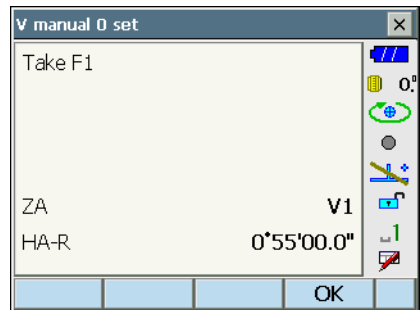 V manual 0 set
Take F1
0."
ZA V1
HA-R 0°55'00.0"
1
OK